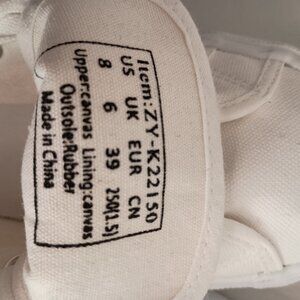 Item:ZY-K22150
US UK EUR CN
8 6 39 250(1.5)
Upper:canvas Lining:canvas
Outsole:Rubber
Made in China